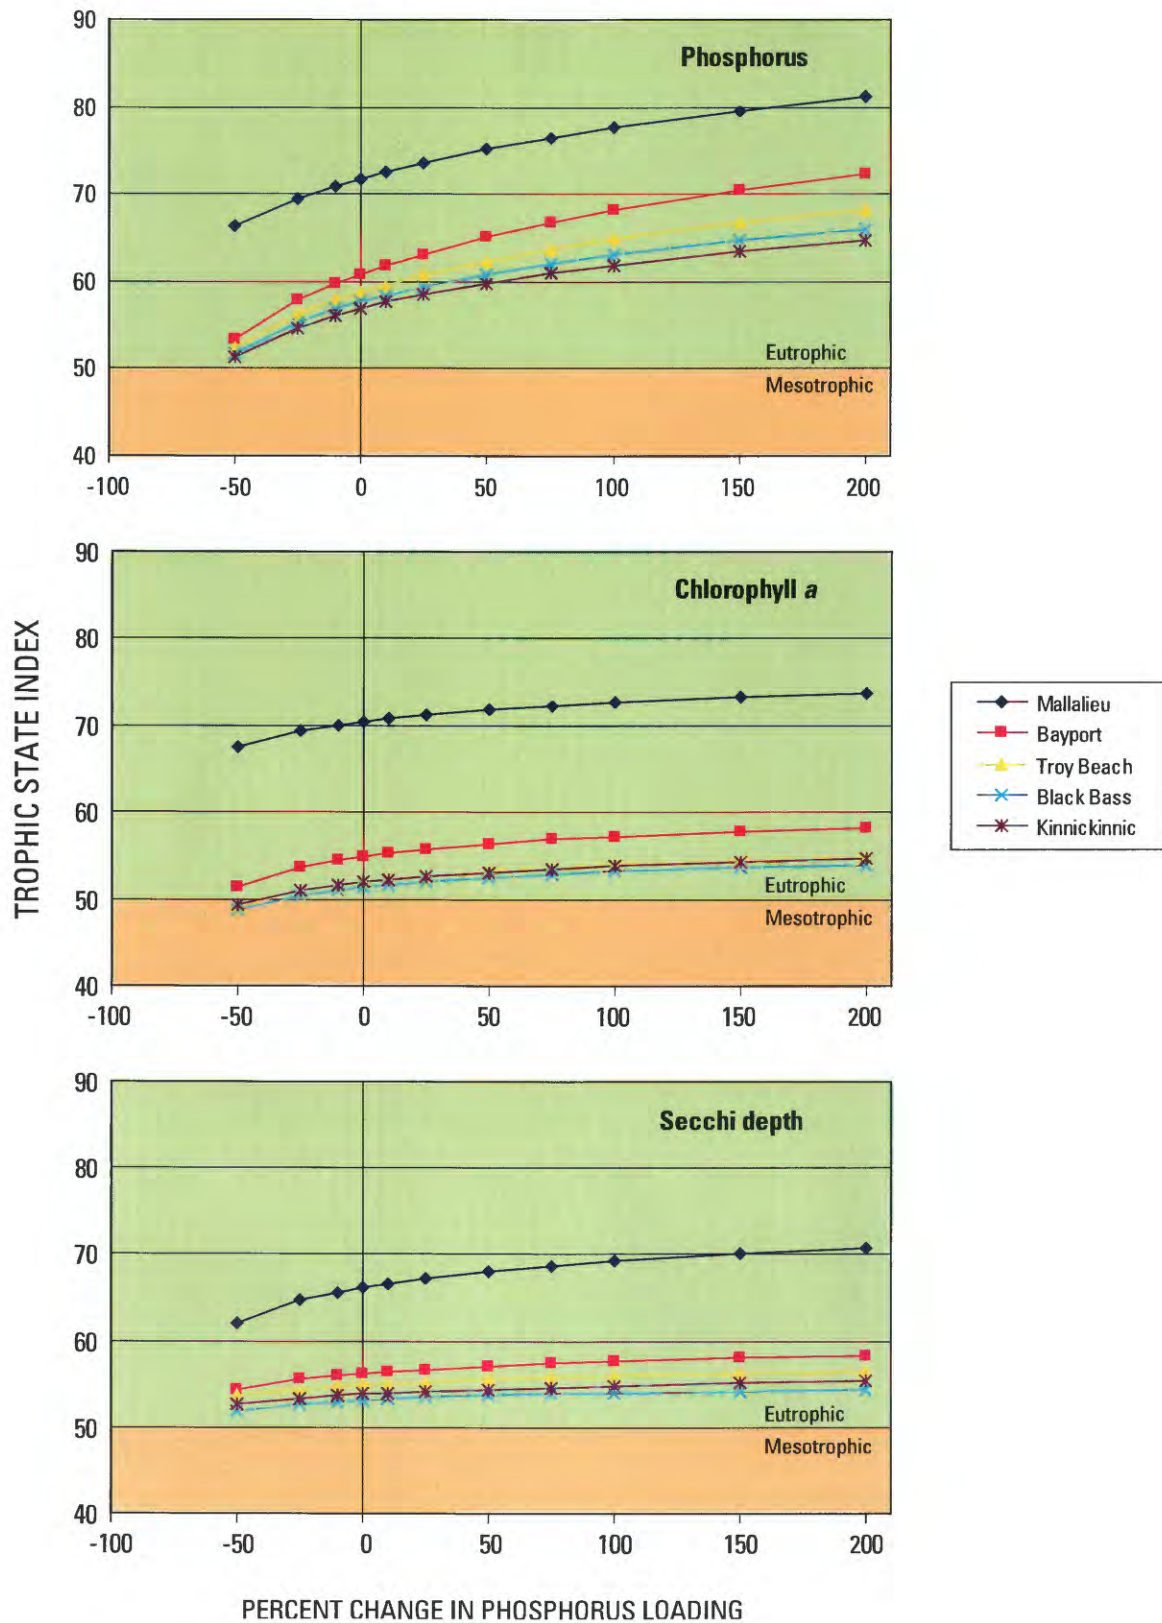 90
80
70
60
50
40
Phosphorus
Eutrophic
Mesotrophic
-100 -50 0 50 100 150 200
TROPHIC STATE INDEX
90
80
70
60
50
40
Chlorophyll a
Eutrophic
Mesotrophic
-100 -50 0 50 100 150 200
Mallalieu
Bayport
Troy Beach
Black Bass
Kinnickinnic
90
80
70
60
50
40
Secchi depth
Eutrophic
Mesotrophic
-100 -50 0 50 100 150 200
PERCENT CHANGE IN PHOSPHORUS LOADING